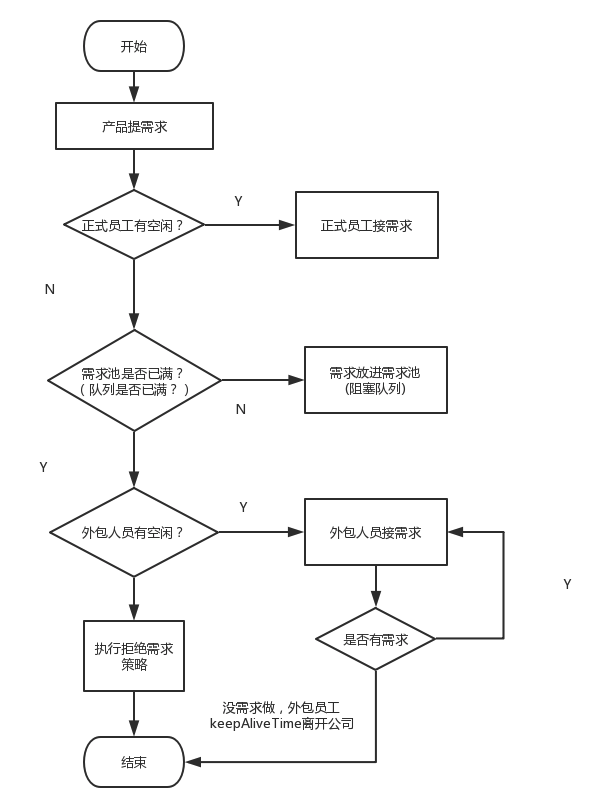 开始
产品提需求
正式员工有空闲？
Y
正式员工接需求
N
需求池是否已满？
（队列是否已满？）
需求放进需求池
(阻塞队列)
N
Y
外包人员有空闲？
Y
外包人员接需求
Y
是否有需求
执行拒绝需求
策略
没需求做，外包员工
keepAliveTime离开公司
结束